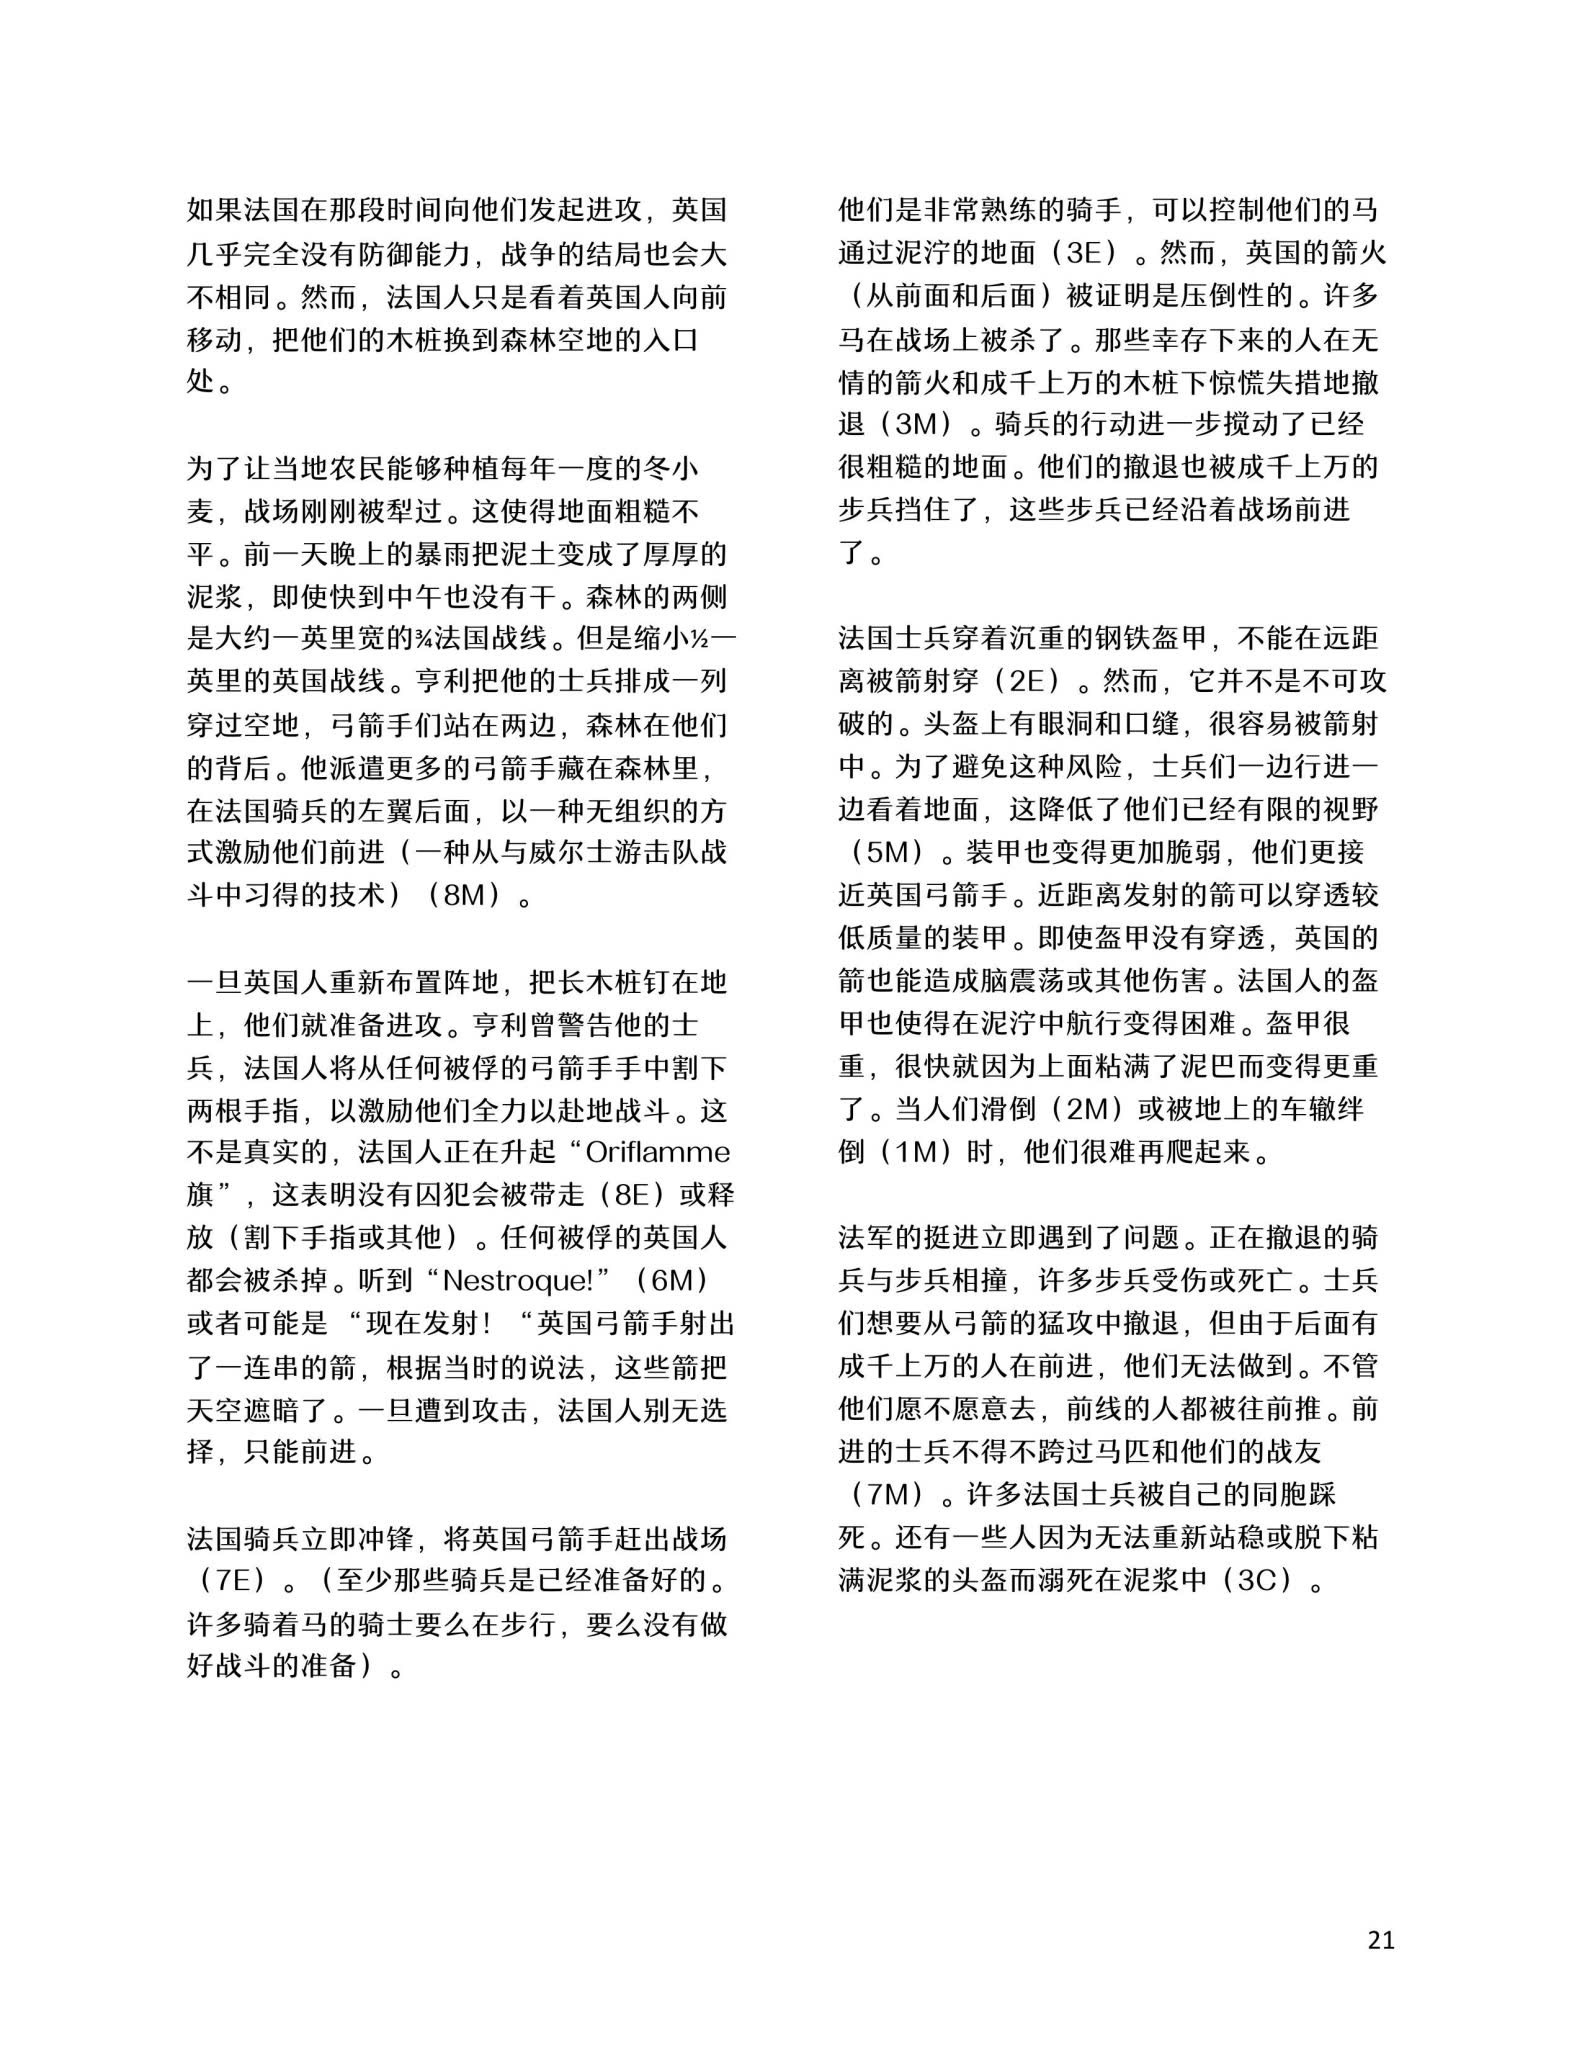 如果法国在那段时间向他们发起进攻，英国
几乎完全没有防御能力，战争的结局也会大
不相同。然而，法国人只是看着英国人向前
移动，把他们的木桩换到森林空地的入口
处。
为了让当地农民能够种植每年一度的冬小
麦，战场刚刚被犁过。这使得地面粗糙不
平。前一天晚上的暴雨把泥土变成了厚厚的
泥浆，即使快到中午也没有干。森林的两侧
是大约一英里宽的¾法国战线。但是缩小½一
英里的英国战线。亨利把他的士兵排成一列
穿过空地，弓箭手们站在两边，森林在他们
的背后。他派遣更多的弓箭手藏在森林里，
在法国骑兵的左翼后面，以一种无组织的方
式激励他们前进（一种从与威尔士游击队战
斗中习得的技术）（8M）。
一旦英国人重新布置阵地，把长木桩钉在地
上，他们就准备进攻。亨利曾警告他的士
兵，法国人将从任何被俘的弓箭手手中割下
两根手指，以激励他们全力以赴地战斗。这
不是真实的，法国人正在升起“Oriflamme
旗”，这表明没有囚犯会被带走（8E）或释
放（割下手指或其他）。任何被俘的英国人
都会被杀掉。听到“Nestroque!”（6M）
或者可能是 “现在发射！“英国弓箭手射出
了一连串的箭，根据当时的说法，这些箭把
天空遮暗了。一旦遭到攻击，法国人别无选
择，只能前进。
法国骑兵立即冲锋，将英国弓箭手赶出战场
（7E）。（至少那些骑兵是已经准备好的。
许多骑着马的骑士要么在步行，要么没有做
好战斗的准备）。
他们是非常熟练的骑手，可以控制他们的马
通过泥泞的地面（3E）。然而，英国的箭火
（从前面和后面）被证明是压倒性的。许多
马在战场上被杀了。那些幸存下来的人在无
情的箭火和成千上万的木桩下惊慌失措地撤
退（3M）。骑兵的行动进一步搅动了已经
很粗糙的地面。他们的撤退也被成千上万的
步兵挡住了，这些步兵已经沿着战场前进
了。
法国士兵穿着沉重的钢铁盔甲，不能在远距
离被箭射穿（2E）。然而，它并不是不可攻
破的。头盔上有眼洞和口缝，很容易被箭射
中。为了避免这种风险，士兵们一边行进一
边看着地面，这降低了他们已经有限的视野
（5M）。装甲也变得更加脆弱，他们更接
近英国弓箭手。近距离发射的箭可以穿透较
低质量的装甲。即使盔甲没有穿透，英国的
箭也能造成脑震荡或其他伤害。法国人的盔
甲也使得在泥泞中航行变得困难。盔甲很
重，很快就因为上面粘满了泥巴而变得更重
了。当人们滑倒（2M）或被地上的车辙绊
倒（1M）时，他们很难再爬起来。
法军的挺进立即遇到了问题。正在撤退的骑
兵与步兵相撞，许多步兵受伤或死亡。士兵
们想要从弓箭的猛攻中撤退，但由于后面有
成千上万的人在前进，他们无法做到。不管
他们愿不愿意去，前线的人都被往前推。前
进的士兵不得不跨过马匹和他们的战友
（7M）。许多法国士兵被自己的同胞踩
死。还有一些人因为无法重新站稳或脱下粘
满泥浆的头盔而溺死在泥浆中（3C）。
21